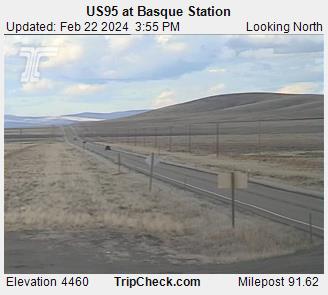 US95 at Basque Station
Updated: Feb 22 2024 3:55 PM Looking North
Elevation 4460 TripCheck.com Milepost 91.62